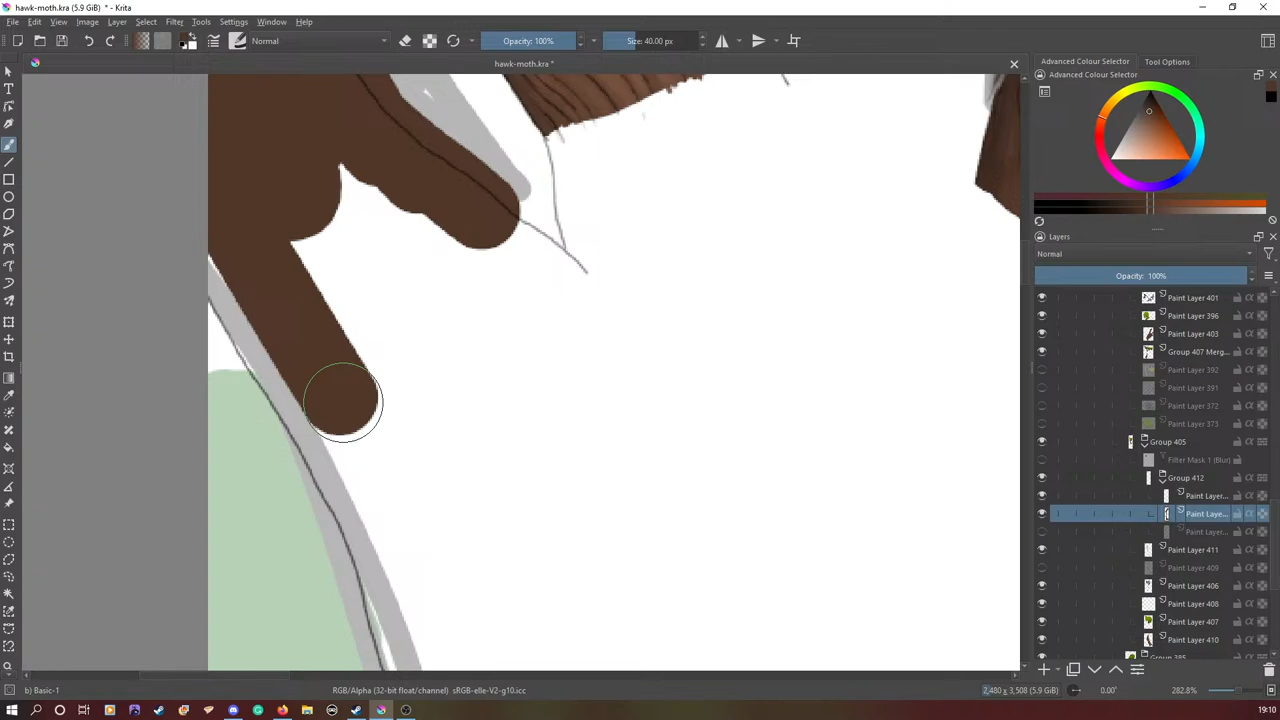 hawk-moth.kra (5.9 GiB) * - Krita
File Edit View Image Layer Filter Tools Settings Window Help
Normal Opacity: 100% Size: 40.00 px
hawk-moth.kra *
Advanced Colour Selector Tool Options
Advanced Colour Selector
Layers
Normal
Opacity: 100%
Paint Layer 401
Paint Layer 396
Paint Layer 403
Group 407 Merg...
Paint Layer 392
Paint Layer 391
Paint Layer 372
Paint Layer 373
Group 405
Filter Mask 1 (Blur)
Group 412
Paint Layer...
Paint Laye...
Paint Layer...
Paint Layer 411
Paint Layer 409
Paint Layer 406
Paint Layer 408
Paint Layer 407
Paint Layer 410
Group 385
b) Basic-1 RGB/Alpha (32-bit float/channel) sRGB-elle-V2-g10.icc 2,480 x 3,508 (5.9 GiB) 0.00° 282.8%
19:10